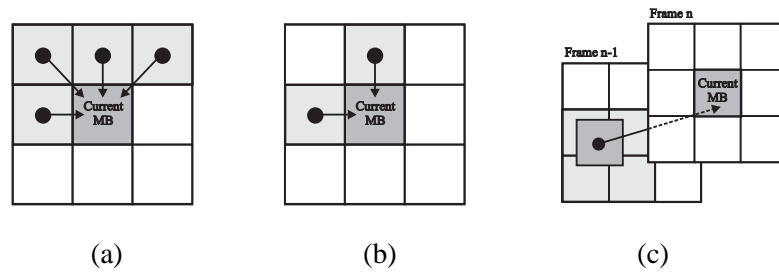 Frame n
Frame n-1
Current
MB
Current
MB
Current
MB
(a)
(b)
(c)